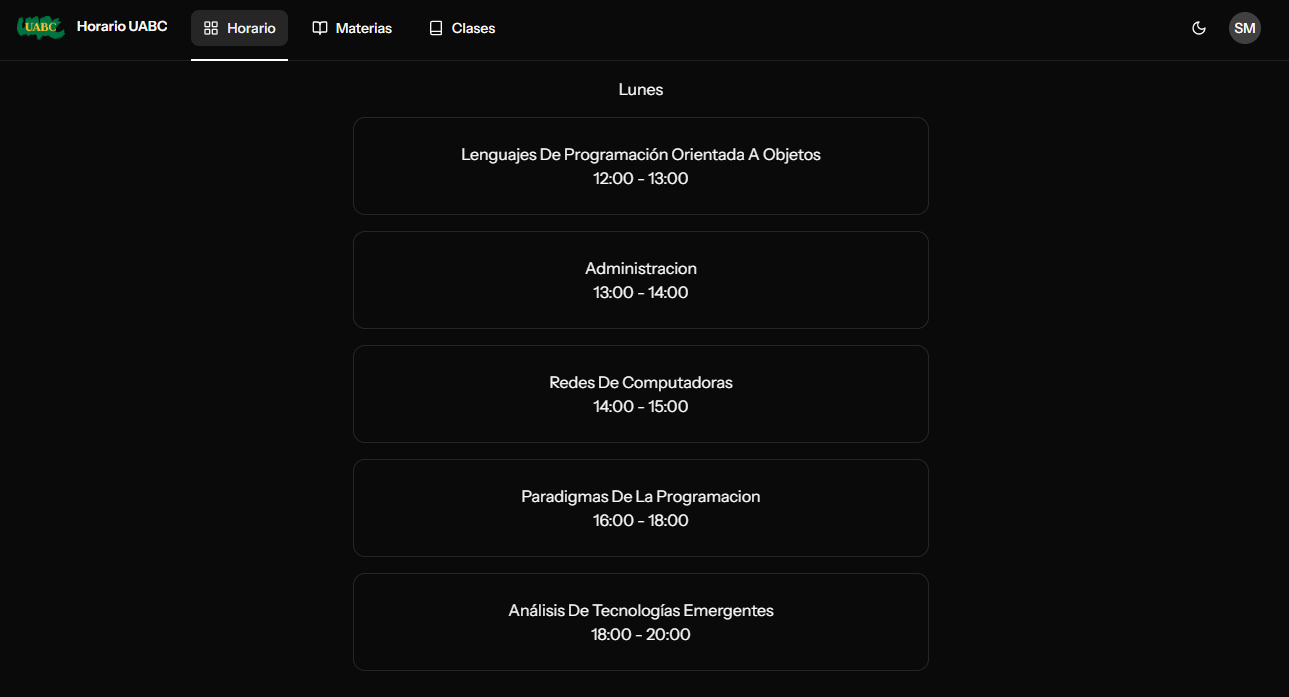 UABC
Horario UABC
Horario
Materias
Clases
SM
Lunes
Lenguajes De Programación Orientada A Objetos
12:00 - 13:00
Administracion
13:00 - 14:00
Redes De Computadoras
14:00 - 15:00
Paradigmas De La Programacion
16:00 - 18:00
Análisis De Tecnologías Emergentes
18:00 - 20:00